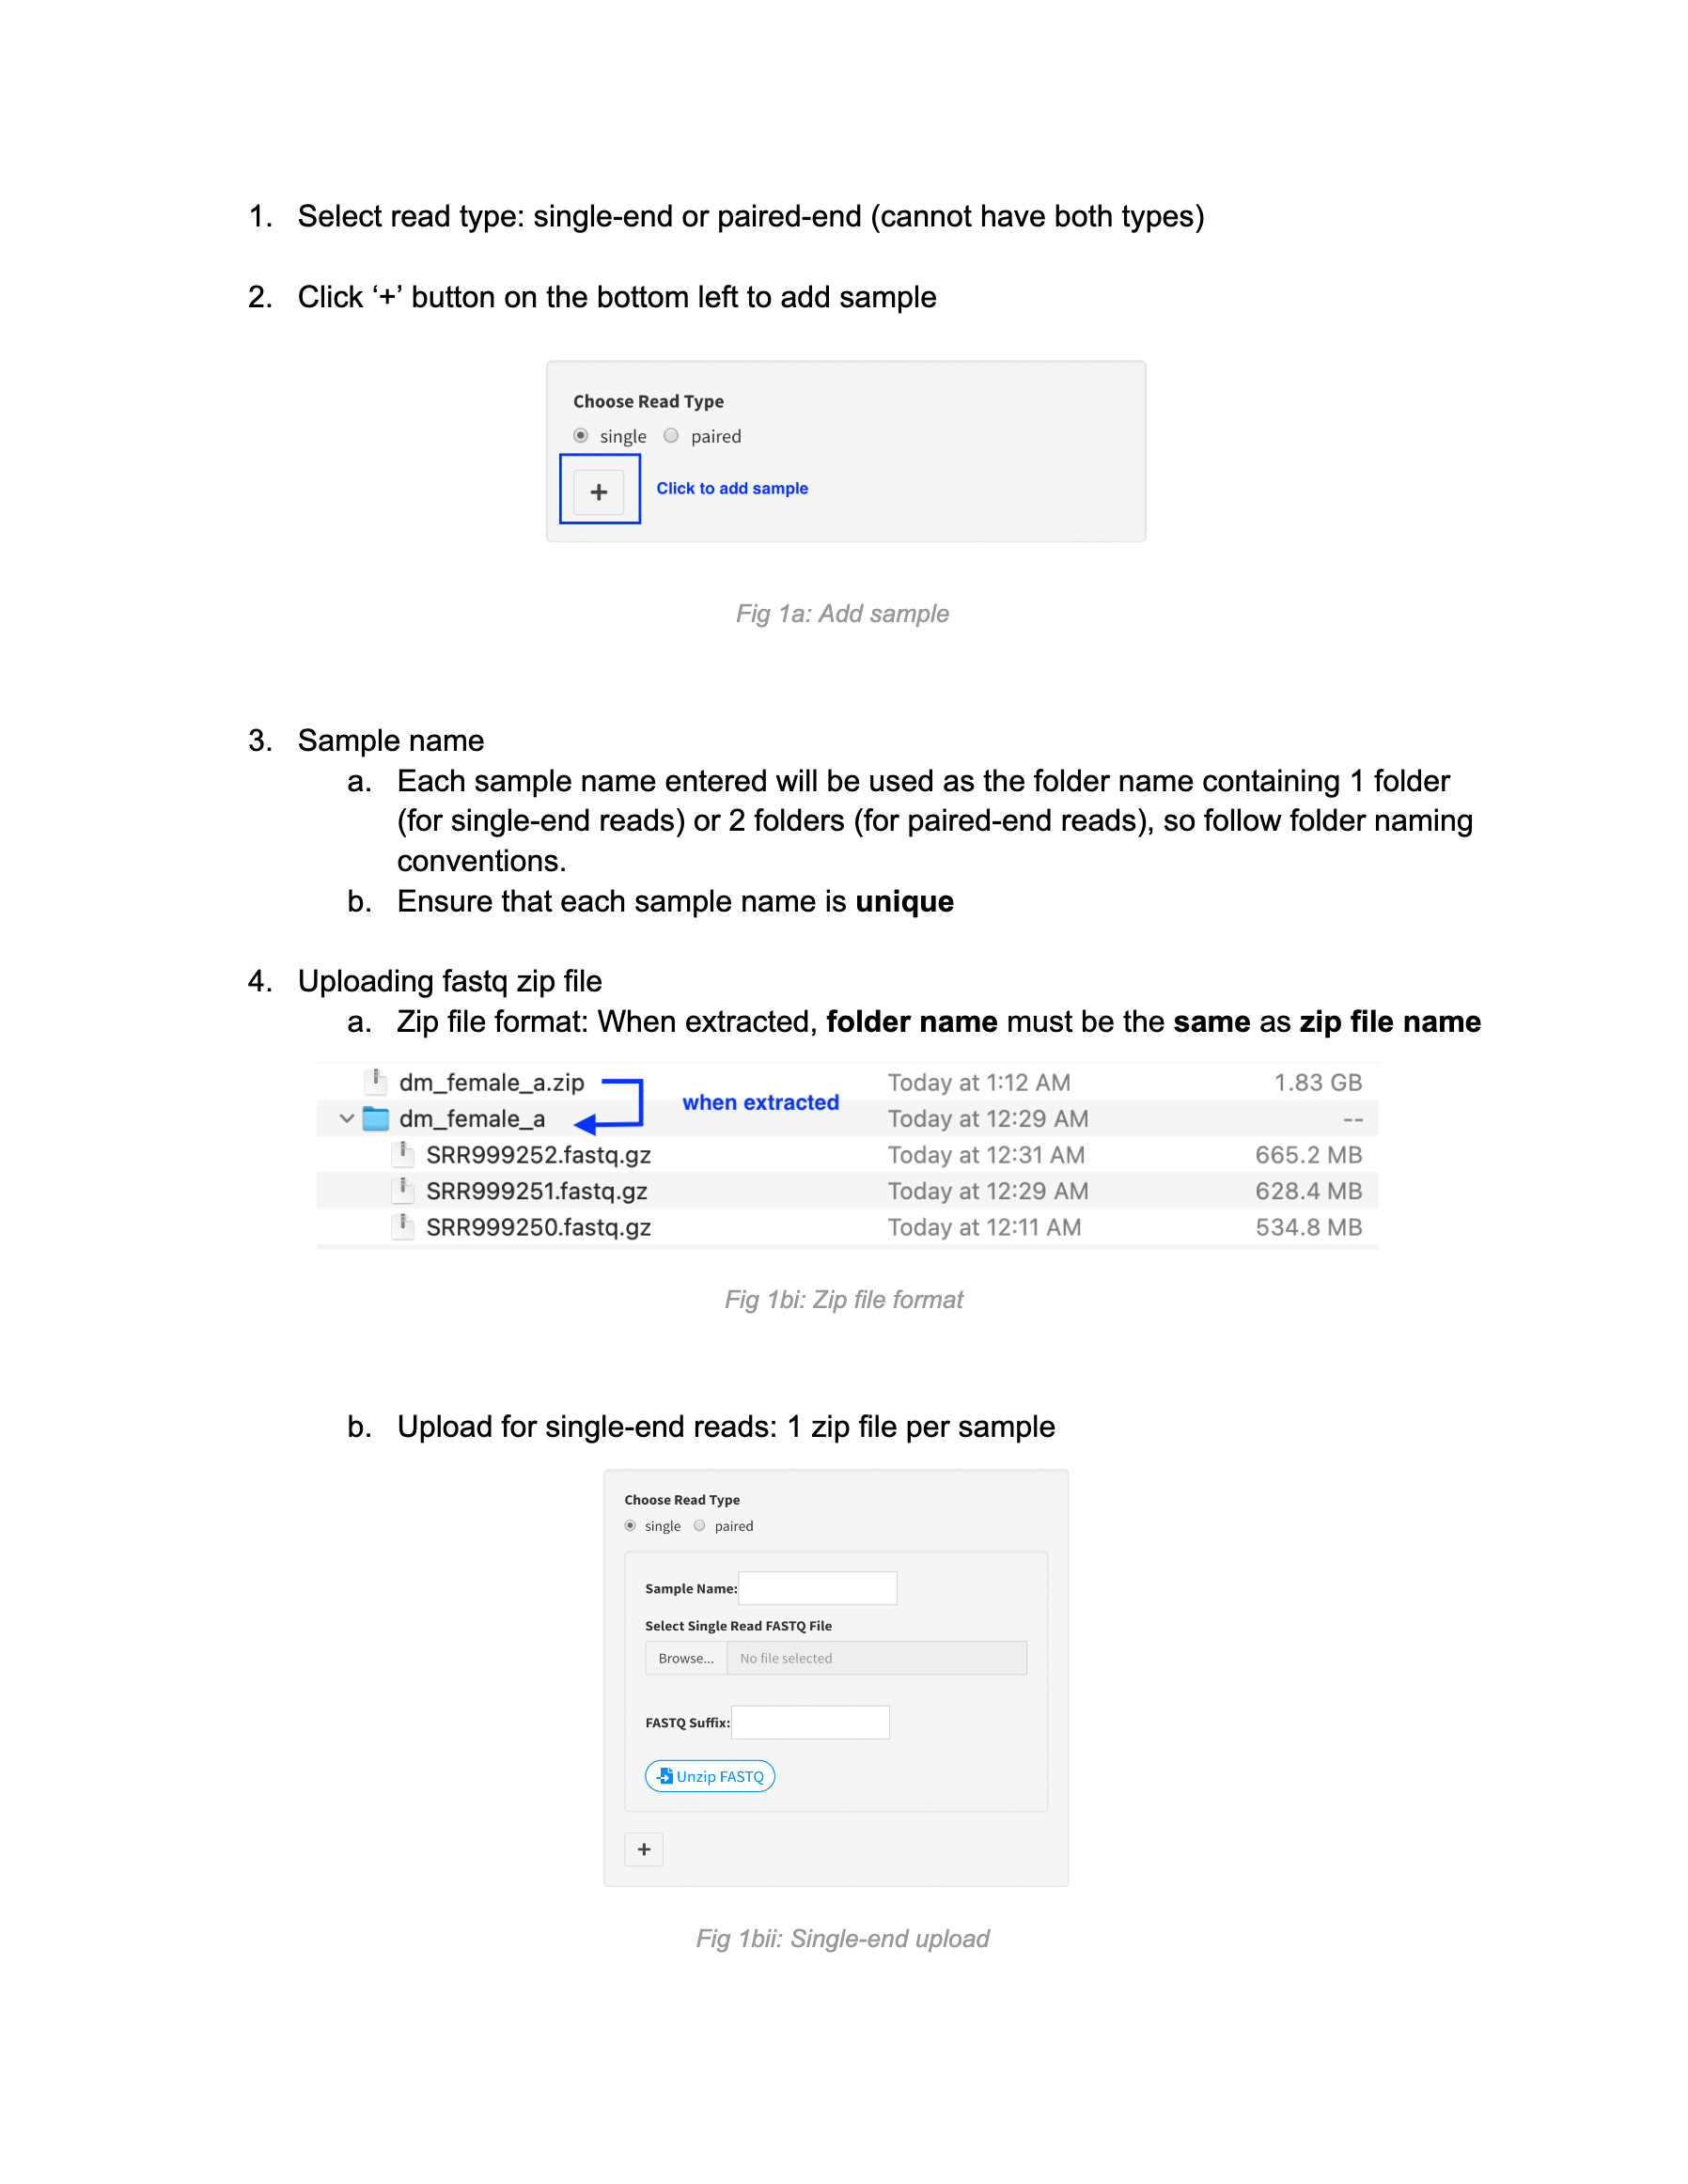 1. Select read type: single-end or paired-end (cannot have both types)
2. Click ‘+’ button on the bottom left to add sample
Choose Read Type
single paired
+ Click to add sample
Fig 1a: Add sample
3. Sample name
a. Each sample name entered will be used as the folder name containing 1 folder
(for single-end reads) or 2 folders (for paired-end reads), so follow folder naming
conventions.
b. Ensure that each sample name is unique
4. Uploading fastq zip file
a. Zip file format: When extracted, folder name must be the same as zip file name
dm_female_a.zip Today at 1:12 AM 1.83 GB
when extracted
dm_female_a Today at 12:29 AM --
SRR999252.fastq.gz Today at 12:31 AM 665.2 MB
SRR999251.fastq.gz Today at 12:29 AM 628.4 MB
SRR999250.fastq.gz Today at 12:11 AM 534.8 MB
Fig 1bi: Zip file format
b. Upload for single-end reads: 1 zip file per sample
Choose Read Type
single paired
Sample Name:
Select Single Read FASTQ File
Browse... No file selected
FASTQ Suffix:
Unzip FASTQ
+
Fig 1bii: Single-end upload